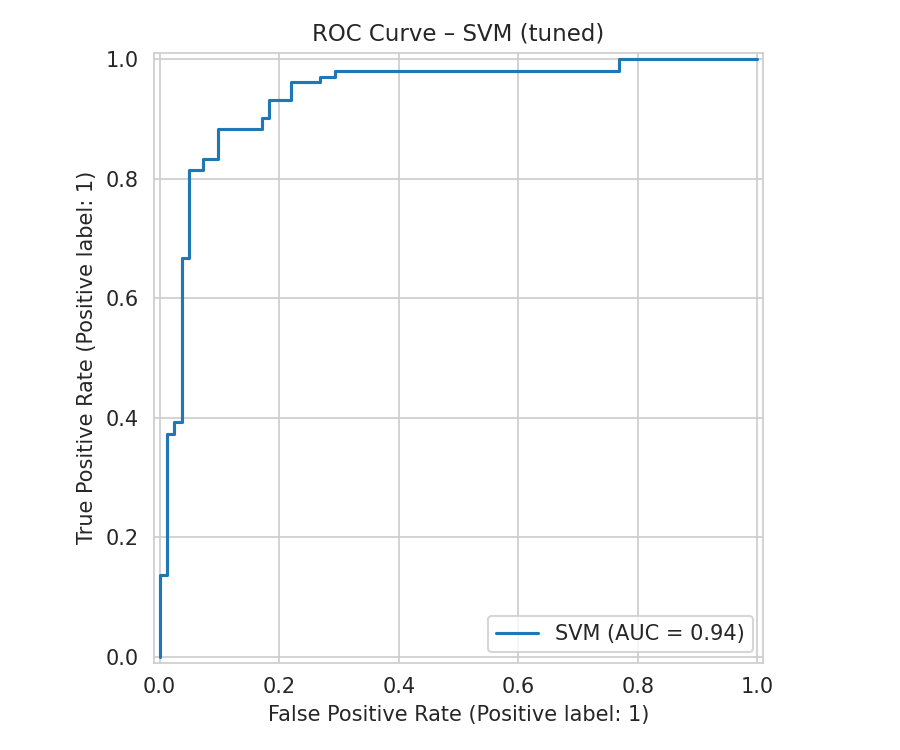 ROC Curve – SVM (tuned)
1.0
0.8
0.6
0.4
0.2
0.0
True Positive Rate (Positive label: 1)
SVM (AUC = 0.94)
0.0 0.2 0.4 0.6 0.8 1.0
False Positive Rate (Positive label: 1)